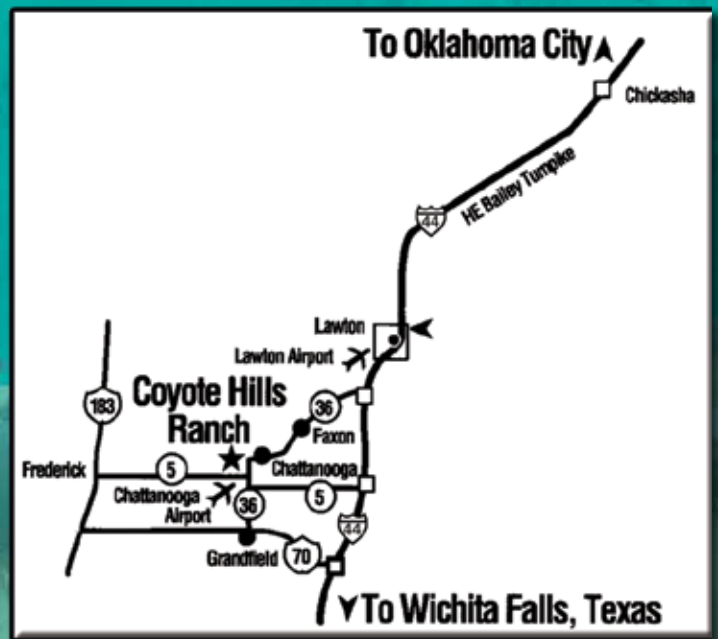 To Oklahoma City
Chickasha
HE Bailey Turnpike
44
Lawton
Lawton Airport
183
Coyote Hills
Ranch
36
Faxon
Frederick
5
Chattanooga
Chattanooga
Airport
36
5
44
Grandfield
70
To Wichita Falls, Texas